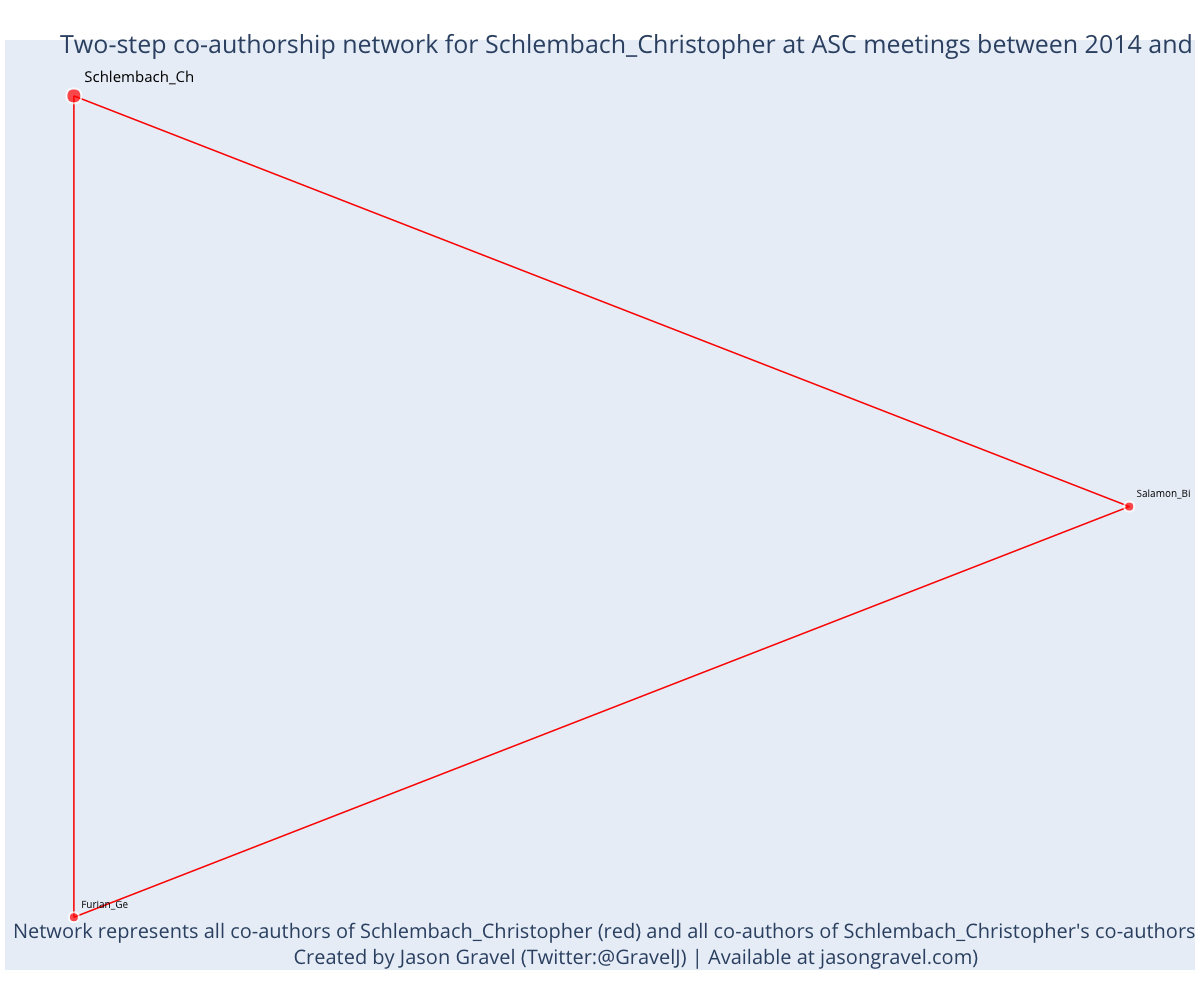 Two-step co-authorship network for Schlembach_Christopher at ASC meetings between 2014 and
Schlembach_Ch
Salamon_Bi
Furian_Ge
Network represents all co-authors of Schlembach_Christopher (red) and all co-authors of Schlembach_Christopher's co-authors
Created by Jason Gravel (Twitter:@GravelJ) | Available at jasongravel.com)